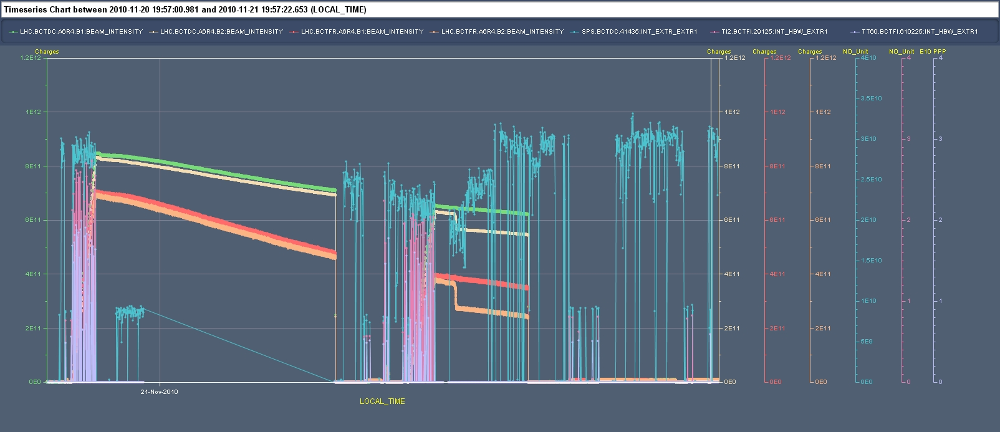 Timeseries Chart between 2010-11-20 19:57:00.981 and 2010-11-21 19:57:22.653 (LOCAL_TIME)
LHC.BCTDC.A6R4.B1:BEAM_INTENSITY LHC.BCTDC.A6R4.B2:BEAM_INTENSITY LHC.BCTFR.A6R4.B1:BEAM_INTENSITY LHC.BCTFR.A6R4.B2:BEAM_INTENSITY SPS.BCTDC.41435:INT_EXTR_EXTR1 TI2.BCTFI.29125:INT_HBW_EXTR1 TT60.BCTFI.610225:INT_HBW_EXTR1
Charges Charges Charges Charges NO_Unit NO_Unit E10 PPP
1.2E12 1.2E12 1.2E12 1.2E12 4E10 4 4
3.5E10
1E12 1E12 1E12 1E12
3E10 3 3
8E11 8E11 8E11 8E11
2.5E10
6E11 6E11 6E11 6E11 2E10 2 2
1.5E10
4E11 4E11 4E11 4E11
1E10 1 1
2E11 2E11 2E11 2E11
5E9
0E0 0E0 0E0 0E0 0E0 0 0
21-Nov-2010
LOCAL_TIME